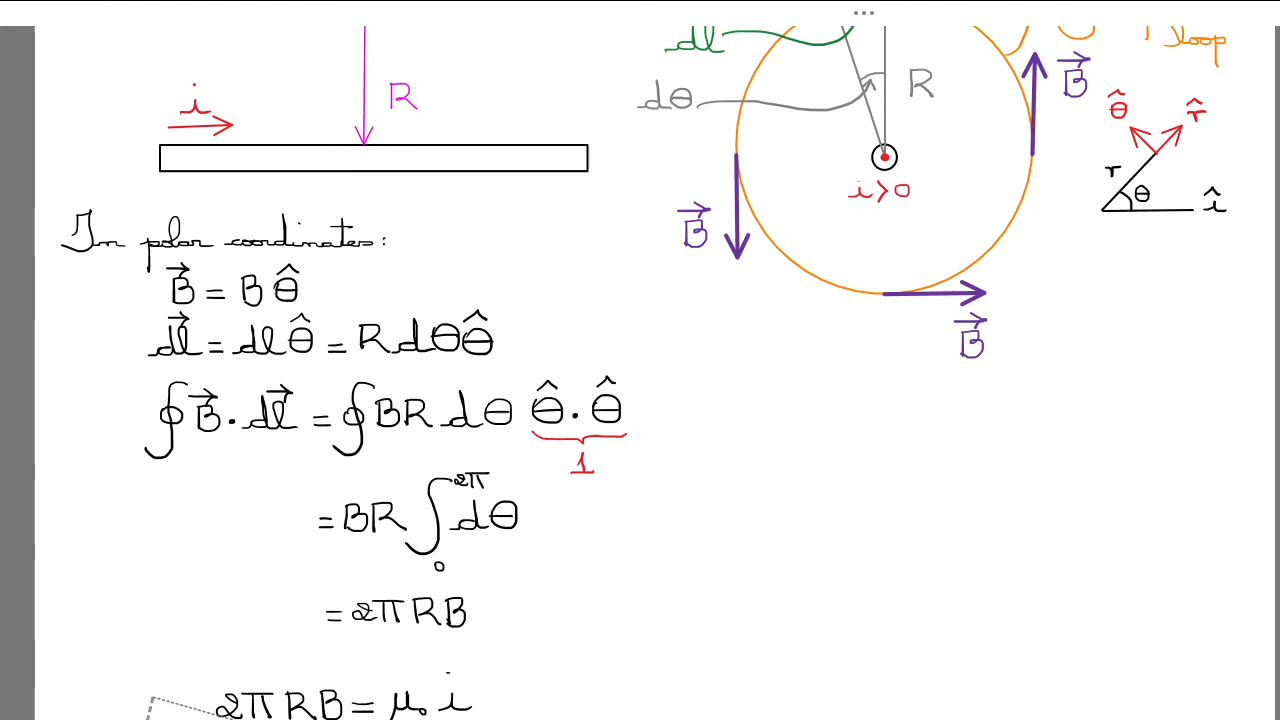 dl
loop
B⃗
R
dθ
R
θ̂
r̂
i
r
θ
î
i>0
B⃗
In polar coordinates:
B⃗ = B θ̂
B⃗
dl⃗ = dl θ̂ = R dθ θ̂
∮ B⃗ · dl⃗ = ∮ BR dθ θ̂ · θ̂
1
= BR ∫₀^2π dθ
= 2πRB
2πRB = μ₀ i